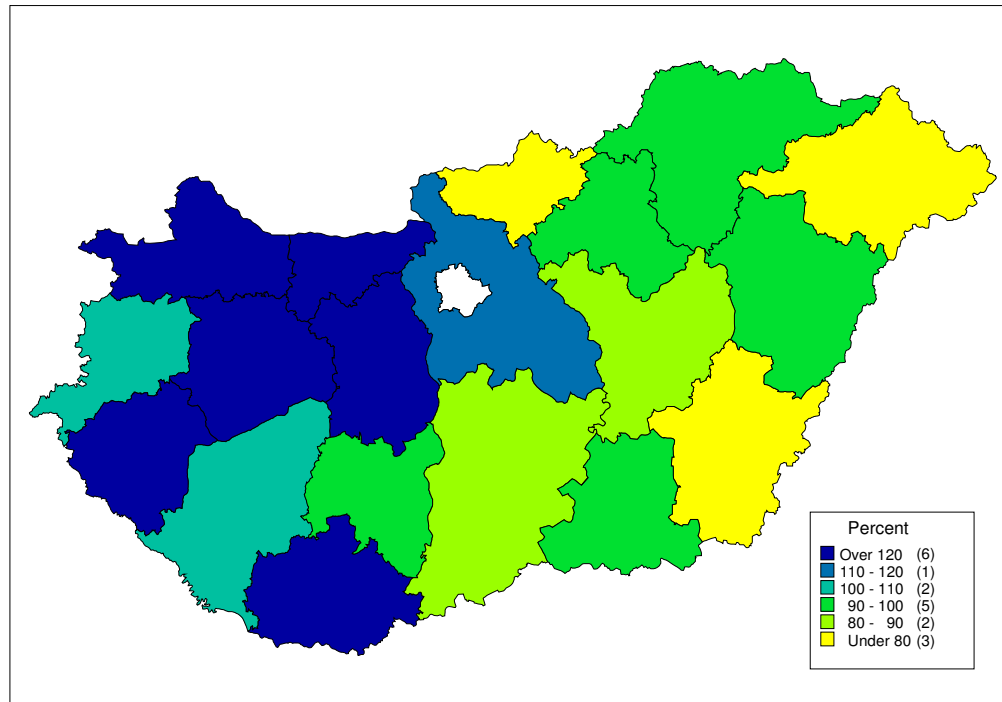 Percent
Over 120 (6)
110 - 120 (1)
100 - 110 (2)
90 - 100 (5)
80 - 90 (2)
Under 80 (3)